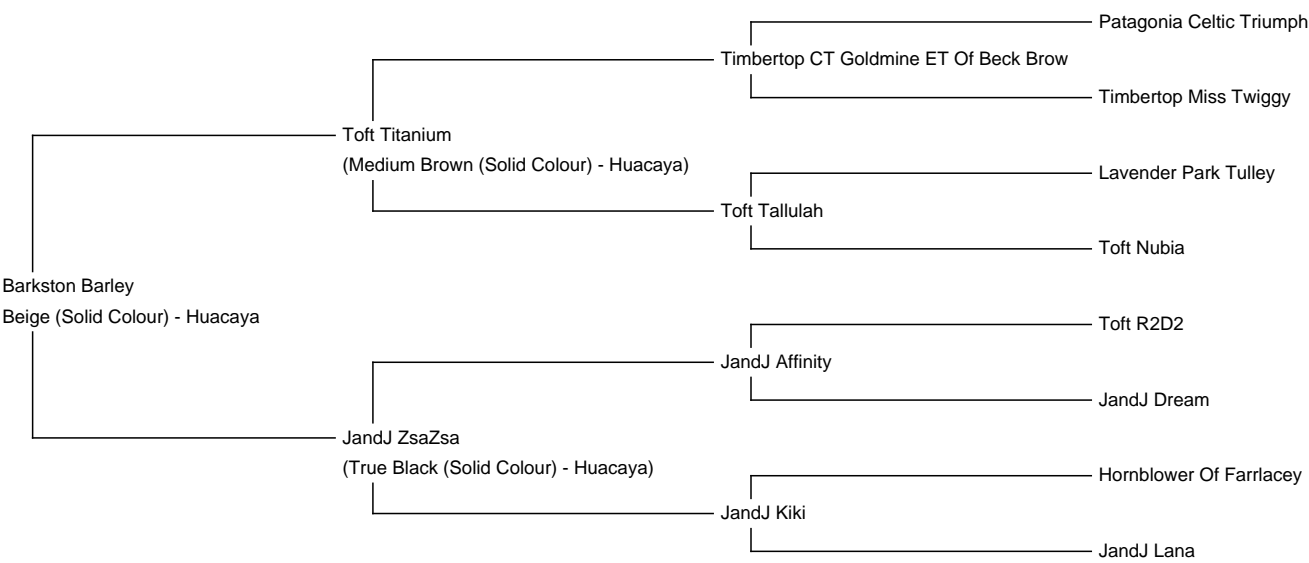 Patagonia Celtic Triumph
Timbertop CT Goldmine ET Of Beck Brow
Timbertop Miss Twiggy
Toft Titanium
(Medium Brown (Solid Colour) - Huacaya)
Lavender Park Tulley
Toft Tallulah
Toft Nubia
Barkston Barley
Beige (Solid Colour) - Huacaya
Toft R2D2
JandJ Affinity
JandJ Dream
JandJ ZsaZsa
(True Black (Solid Colour) - Huacaya)
Hornblower Of Farrlacey
JandJ Kiki
JandJ Lana